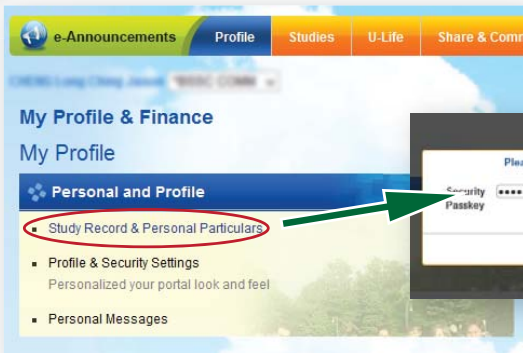 e-Announcements Profile Studies U-Life Share & Comm
My Profile & Finance
My Profile
Personal and Profile
Study Record & Personal Particulars
Profile & Security Settings
Personalized your portal look and feel
Personal Messages
Plea
Security
Passkey